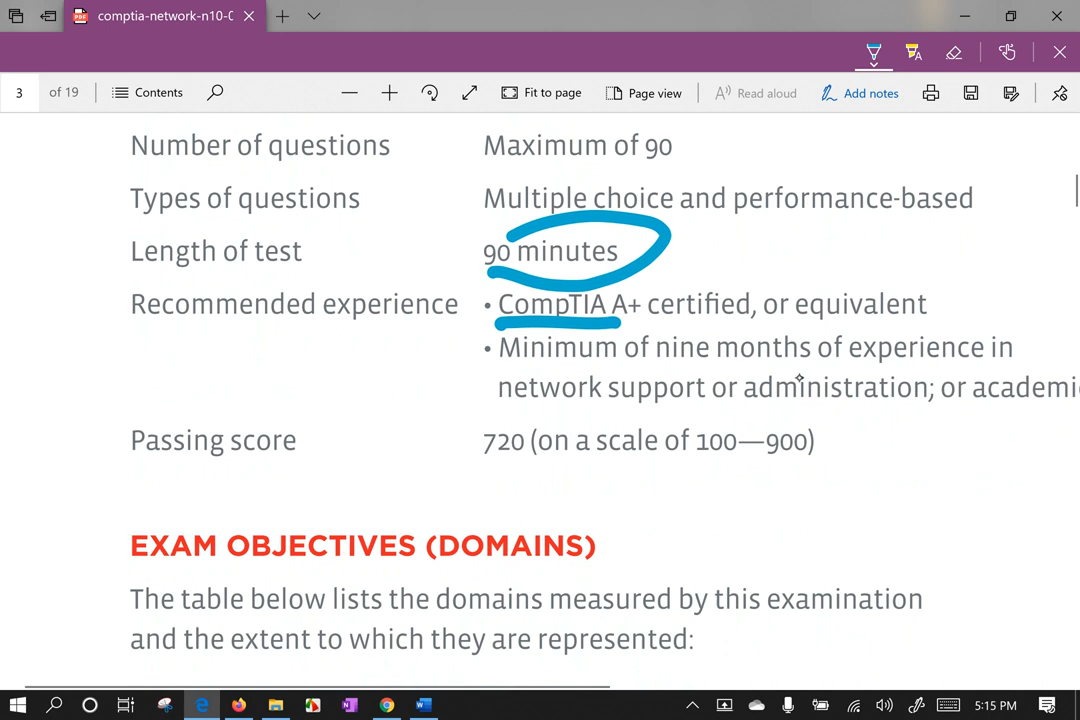 comptia-network-n10-0
3 of 19 Contents Fit to page Page view Read aloud Add notes
Number of questions Maximum of 90
Types of questions Multiple choice and performance-based
Length of test 90 minutes
Recommended experience • CompTIA A+ certified, or equivalent
• Minimum of nine months of experience in
network support or administration; or academi
Passing score 720 (on a scale of 100—900)
EXAM OBJECTIVES (DOMAINS)
The table below lists the domains measured by this examination
and the extent to which they are represented:
5:15 PM